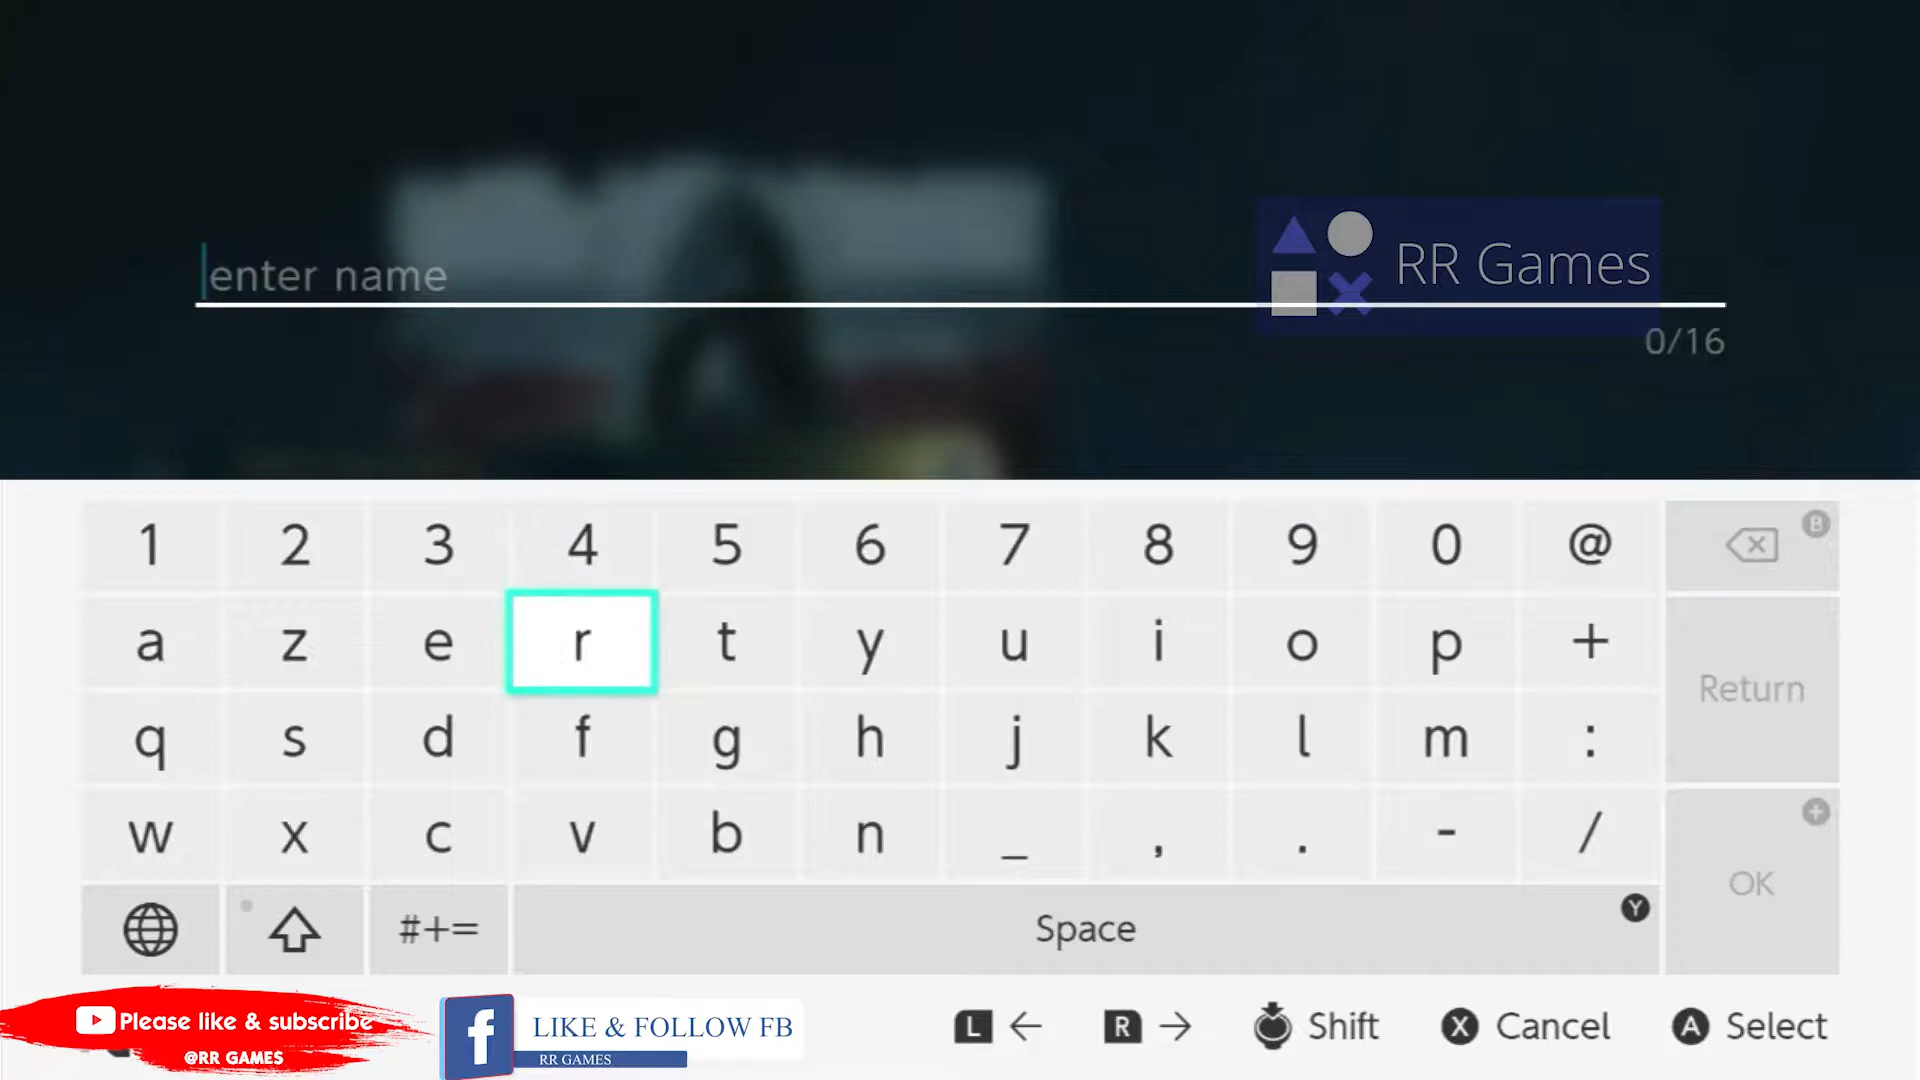 enter name
RR Games
0/16
1 2 3 4 5 6 7 8 9 0 @ B
a z e r t y u i o p +
Return
q s d f g h j k l m :
w x c v b n _ , . - / +
OK
#+= Space Y
Please like & subscribe
@RR GAMES
f LIKE & FOLLOW FB
RR GAMES
L ← R → Shift X Cancel A Select